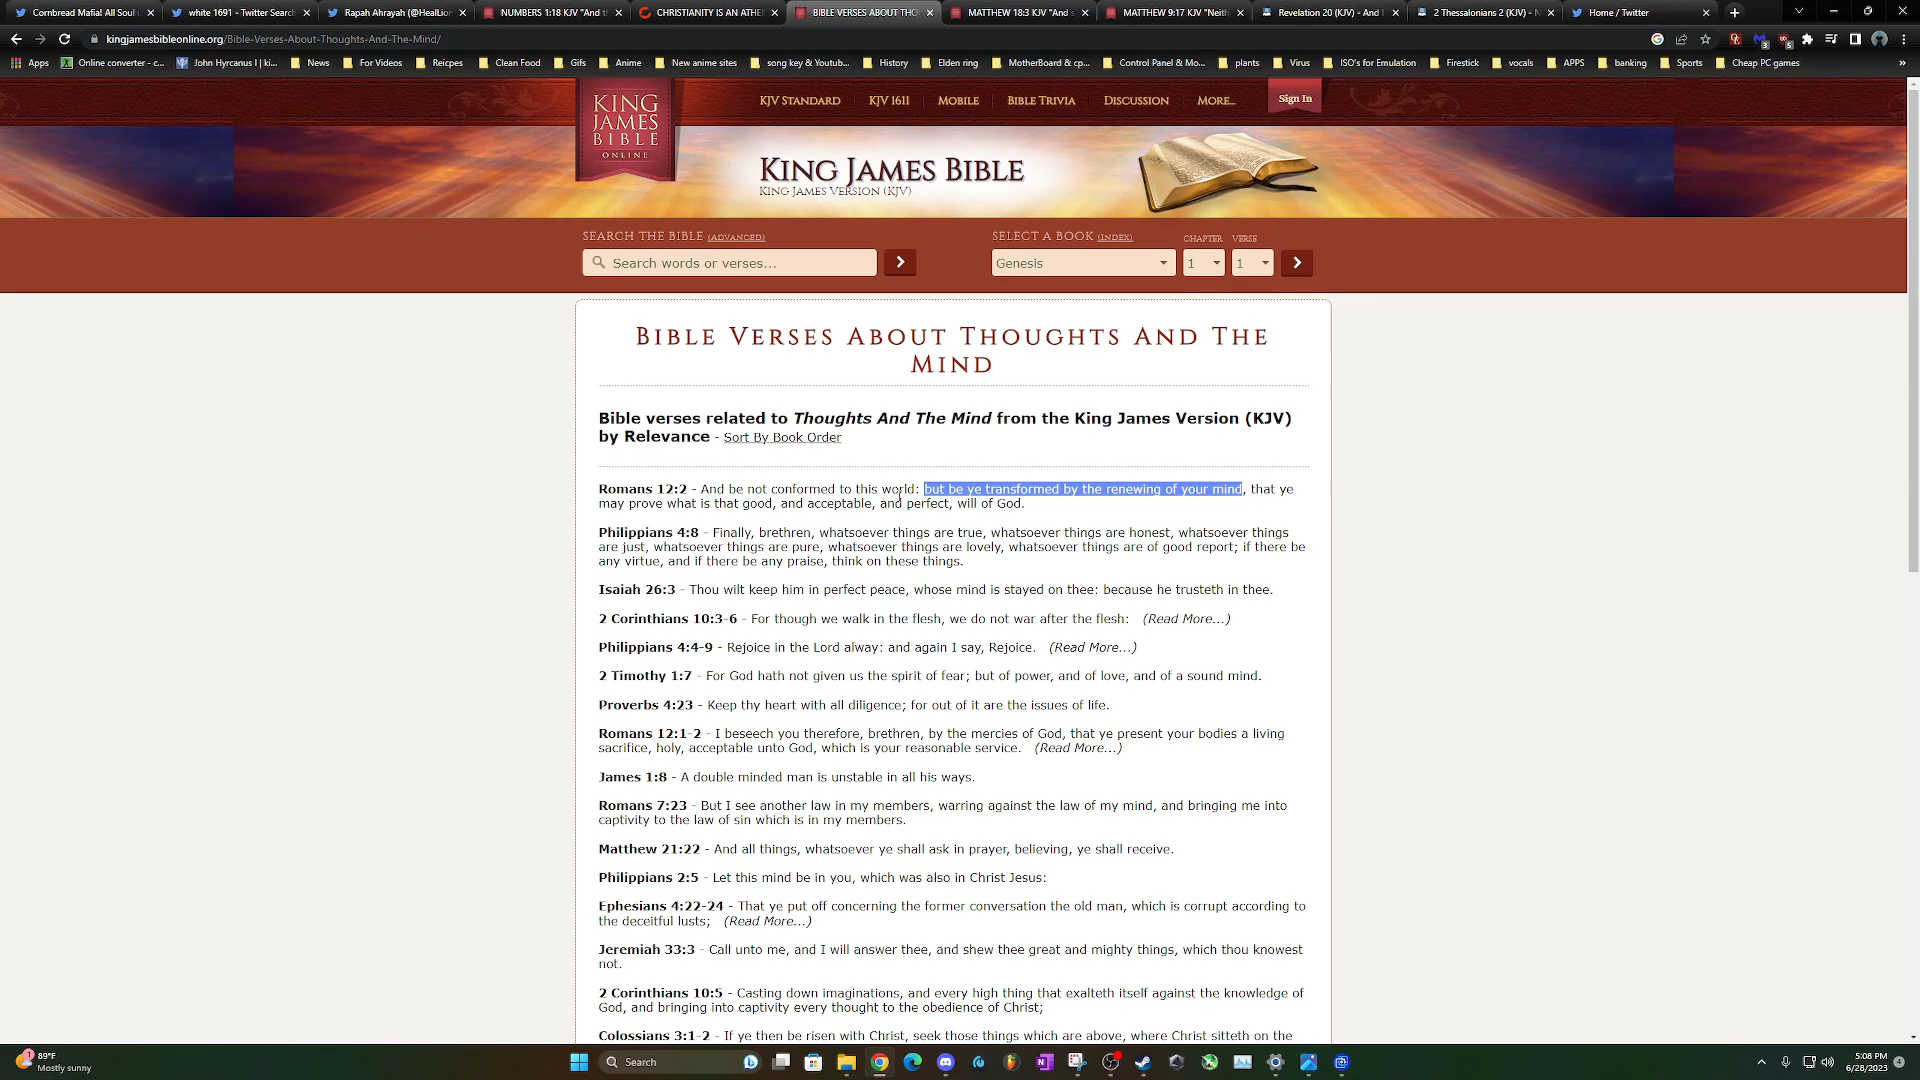 Cornbread Mafia! All Soul
white 1691 - Twitter Search
Rapah Ahrayah (@HealLion
NUMBERS 1:18 KJV "And th
CHRISTIANITY IS AN ATHE
BIBLE VERSES ABOUT THO
MATTHEW 18:3 KJV "And s
MATTHEW 9:17 KJV "Neith
Revelation 20 (KJV) - And I
2 Thessalonians 2 (KJV) - N
Home / Twitter
kingjamesbibleonline.org/Bible-Verses-About-Thoughts-And-The-Mind/
Apps
Online converter - c...
John Hyrcanus I | ki...
News
For Videos
Reicpes
Clean Food
Gifs
Anime
New anime sites
song key & Youtub...
History
Elden ring
MotherBoard & cp...
Control Panel & Mo...
plants
Virus
ISO's for Emulation
Firestick
vocals
APPS
banking
Sports
Cheap PC games
KING
JAMES
BIBLE
ONLINE
KJV STANDARD
KJV 1611
MOBILE
BIBLE TRIVIA
DISCUSSION
MORE...
Sign In
KING JAMES BIBLE
KING JAMES VERSION (KJV)
SEARCH THE BIBLE (ADVANCED)
Search words or verses...
SELECT A BOOK (INDEX)
CHAPTER
VERSE
Genesis
1
1
BIBLE VERSES ABOUT THOUGHTS AND THE
MIND
Bible verses related to Thoughts And The Mind from the King James Version (KJV)
by Relevance - Sort By Book Order
Romans 12:2 - And be not conformed to this world: but be ye transformed by the renewing of your mind, that ye
may prove what is that good, and acceptable, and perfect, will of God.
Philippians 4:8 - Finally, brethren, whatsoever things are true, whatsoever things are honest, whatsoever things
are just, whatsoever things are pure, whatsoever things are lovely, whatsoever things are of good report; if there be
any virtue, and if there be any praise, think on these things.
Isaiah 26:3 - Thou wilt keep him in perfect peace, whose mind is stayed on thee: because he trusteth in thee.
2 Corinthians 10:3-6 - For though we walk in the flesh, we do not war after the flesh: (Read More...)
Philippians 4:4-9 - Rejoice in the Lord alway: and again I say, Rejoice. (Read More...)
2 Timothy 1:7 - For God hath not given us the spirit of fear; but of power, and of love, and of a sound mind.
Proverbs 4:23 - Keep thy heart with all diligence; for out of it are the issues of life.
Romans 12:1-2 - I beseech you therefore, brethren, by the mercies of God, that ye present your bodies a living
sacrifice, holy, acceptable unto God, which is your reasonable service. (Read More...)
James 1:8 - A double minded man is unstable in all his ways.
Romans 7:23 - But I see another law in my members, warring against the law of my mind, and bringing me into
captivity to the law of sin which is in my members.
Matthew 21:22 - And all things, whatsoever ye shall ask in prayer, believing, ye shall receive.
Philippians 2:5 - Let this mind be in you, which was also in Christ Jesus:
Ephesians 4:22-24 - That ye put off concerning the former conversation the old man, which is corrupt according to
the deceitful lusts; (Read More...)
Jeremiah 33:3 - Call unto me, and I will answer thee, and shew thee great and mighty things, which thou knowest
not.
2 Corinthians 10:5 - Casting down imaginations, and every high thing that exalteth itself against the knowledge of
God, and bringing into captivity every thought to the obedience of Christ;
Colossians 3:1-2 - If ye then be risen with Christ, seek those things which are above, where Christ sitteth on the
89°F
Mostly sunny
Search
5:08 PM
6/28/2023